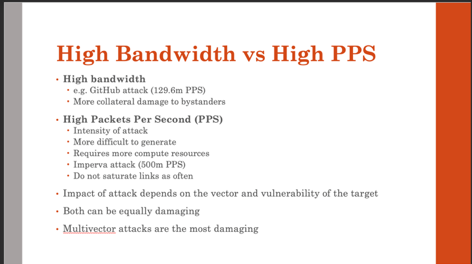 High Bandwidth vs High PPS
• High bandwidth
• e.g. GitHub attack (129.6m PPS)
• More collateral damage to bystanders
• High Packets Per Second (PPS)
• Intensity of attack
• More difficult to generate
• Requires more compute resources
• Imperva attack (500m PPS)
• Do not saturate links as often
• Impact of attack depends on the vector and vulnerability of the target
• Both can be equally damaging
• Multivector attacks are the most damaging